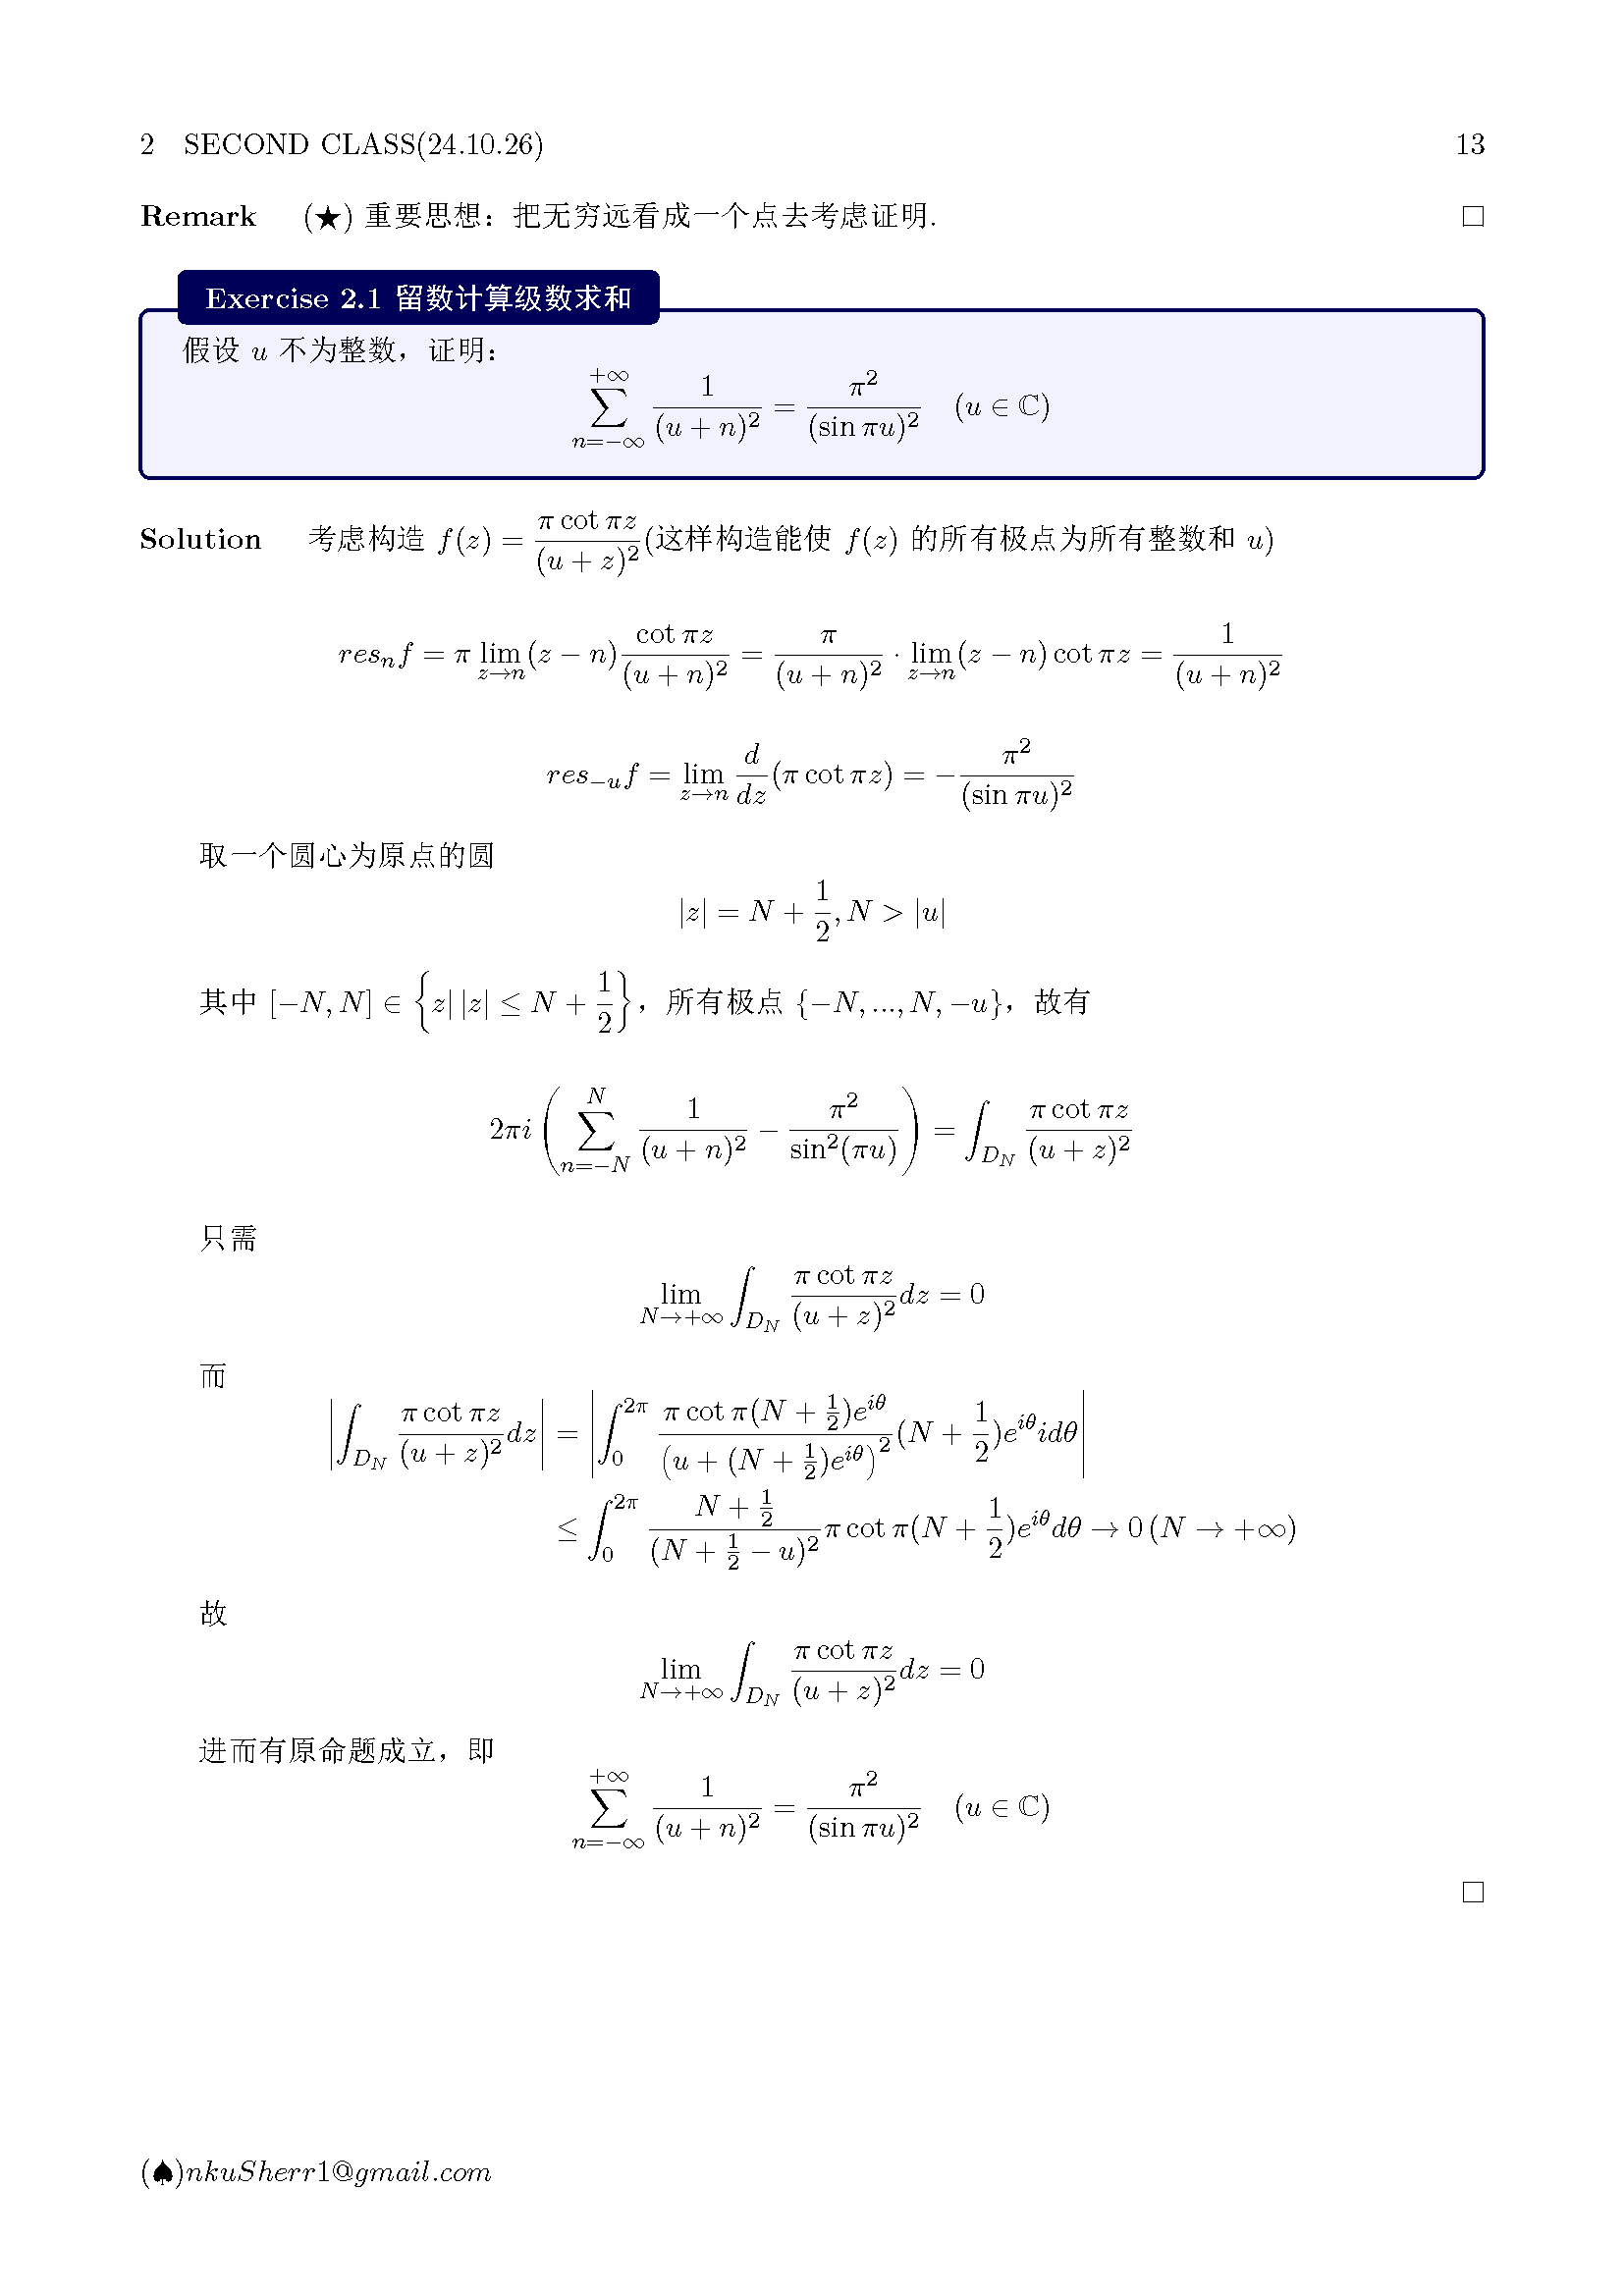 2 SECOND CLASS(24.10.26) 13
Remark (★) 重要思想：把无穷远看成一个点去考虑证明. □
Exercise 2.1 留数计算级数求和
假设 $u$ 不为整数，证明：
$$\sum_{n=-\infty}^{+\infty} \frac{1}{(u+n)^2} = \frac{\pi^2}{(\sin \pi u)^2} \quad (u \in \mathbb{C})$$
Solution 考虑构造 $f(z) = \dfrac{\pi \cot \pi z}{(u+z)^2}$(这样构造能使 $f(z)$ 的所有极点为所有整数和 $u$)
$$res_n f = \pi \lim_{z \to n} (z-n) \frac{\cot \pi z}{(u+n)^2} = \frac{\pi}{(u+n)^2} \cdot \lim_{z \to n} (z-n) \cot \pi z = \frac{1}{(u+n)^2}$$
$$res_{-u} f = \lim_{z \to n} \frac{d}{dz} (\pi \cot \pi z) = -\frac{\pi^2}{(\sin \pi u)^2}$$
取一个圆心为原点的圆
$$|z| = N + \frac{1}{2}, N > |u|$$
其中 $[-N, N] \in \left\{ z | \, |z| \leq N + \dfrac{1}{2} \right\}$，所有极点 $\{-N, ..., N, -u\}$，故有
$$2\pi i \left( \sum_{n=-N}^{N} \frac{1}{(u+n)^2} - \frac{\pi^2}{\sin^2(\pi u)} \right) = \int_{D_N} \frac{\pi \cot \pi z}{(u+z)^2}$$
只需
$$\lim_{N \to +\infty} \int_{D_N} \frac{\pi \cot \pi z}{(u+z)^2} dz = 0$$
而
$$\left| \int_{D_N} \frac{\pi \cot \pi z}{(u+z)^2} dz \right| = \left| \int_0^{2\pi} \frac{\pi \cot \pi (N+\frac{1}{2}) e^{i\theta}}{\left(u + (N+\frac{1}{2}) e^{i\theta}\right)^2} (N + \frac{1}{2}) e^{i\theta} i d\theta \right|$$
$$\leq \int_0^{2\pi} \frac{N+\frac{1}{2}}{(N+\frac{1}{2}-u)^2} \pi \cot \pi (N + \frac{1}{2}) e^{i\theta} d\theta \to 0 \, (N \to +\infty)$$
故
$$\lim_{N \to +\infty} \int_{D_N} \frac{\pi \cot \pi z}{(u+z)^2} dz = 0$$
进而有原命题成立，即
$$\sum_{n=-\infty}^{+\infty} \frac{1}{(u+n)^2} = \frac{\pi^2}{(\sin \pi u)^2} \quad (u \in \mathbb{C})$$
□
(♠)nkuSherr1@gmail.com